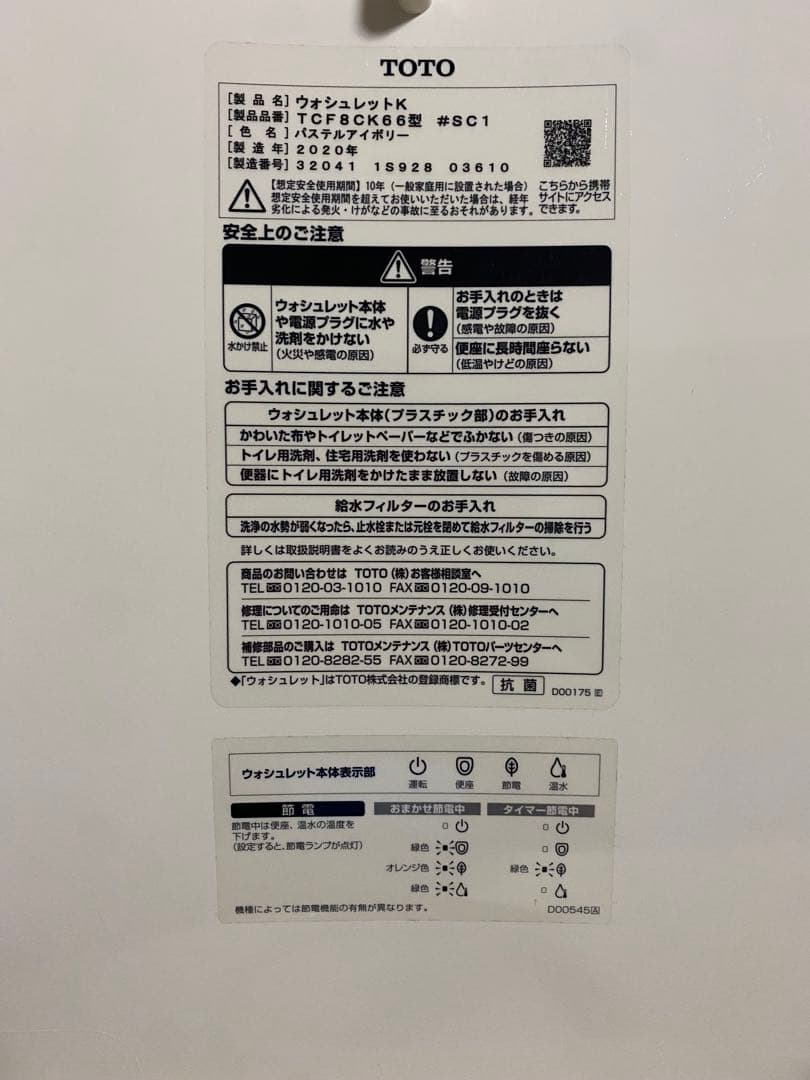 TOTO
[製品名] ウォシュレットK
[製品品番] TCF8CK66型 #SC1
[色名] パステルアイボリー
[製造年] 2020年
[製造番号] 32041 1S928 03610
【想定安全使用期間】10年（一般家庭用に設置された場合）
想定安全使用期間を超えてお使いいただいた場合は、経年
劣化による発火・けがなどの事故に至るおそれがあります。
こちらから携帯
サイトにアクセス
できます。
安全上のご注意
警告
水かけ禁止
ウォシュレット本体
や電源プラグに水や
洗剤をかけない
（火災や感電の原因）
必ず守る
お手入れのときは
電源プラグを抜く
（感電や故障の原因）
便座に長時間座らない
（低温やけどの原因）
お手入れに関するご注意
ウォシュレット本体（プラスチック部）のお手入れ
かわいた布やトイレットペーパーなどでふかない（傷つきの原因）
トイレ用洗剤、住宅用洗剤を使わない（プラスチックを傷める原因）
便器にトイレ用洗剤をかけたまま放置しない（故障の原因）
給水フィルターのお手入れ
洗浄の水勢が弱くなったら、止水栓または元栓を閉めて給水フィルターの掃除を行う
詳しくは取扱説明書をよくお読みのうえ正しくお使いください。
商品のお問い合わせは TOTO（株）お客様相談室へ
TEL 0120-03-1010 FAX 0120-09-1010
修理についてのご用命は TOTOメンテナンス（株）修理受付センターへ
TEL 0120-1010-05 FAX 0120-1010-02
補修部品のご購入は TOTOメンテナンス（株）TOTOパーツセンターへ
TEL 0120-8282-55 FAX 0120-8272-99
◆「ウォシュレット」はTOTO株式会社の登録商標です。 抗菌 D00175
ウォシュレット本体表示部
運転 便座 節電 温水
節電 おまかせ節電中 タイマー節電中
節電中は便座、温水の温度を
下げます。
（設定すると、節電ランプが点灯）
緑色
オレンジ色 緑色
緑色
機種によっては節電機能の有無が異なります。 D00545A